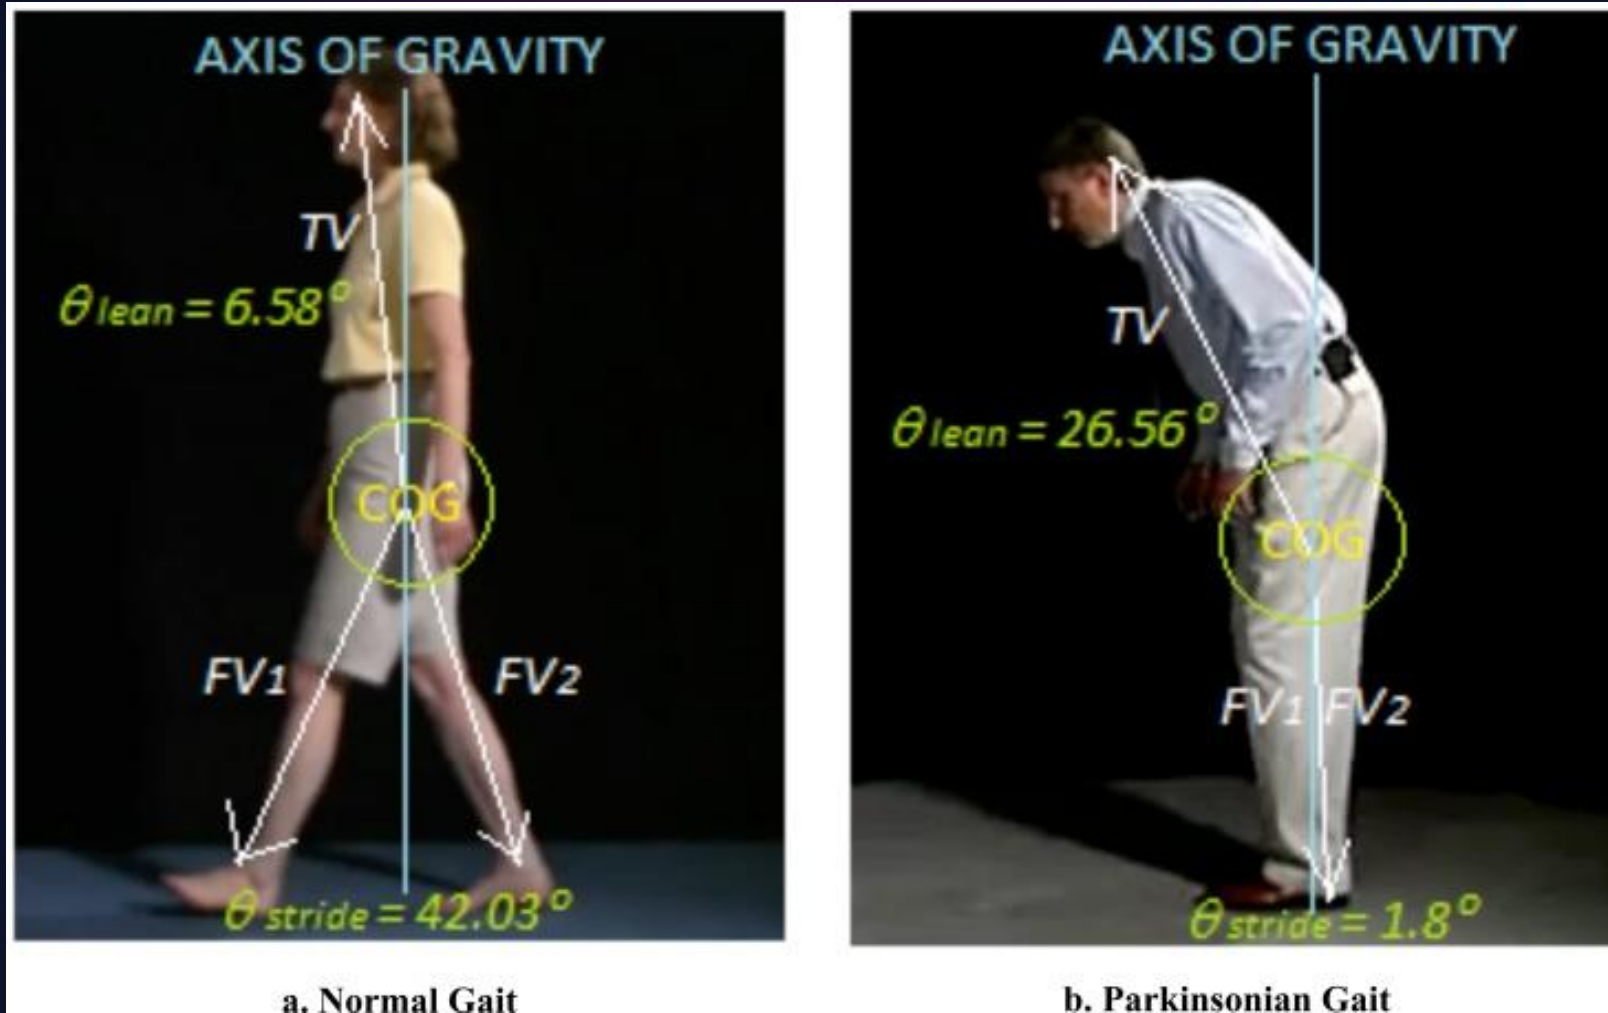 AXIS OF GRAVITY
TV
θ lean = 6.58°
COG
FV1
FV2
θ stride = 42.03°
a. Normal Gait
AXIS OF GRAVITY
TV
θ lean = 26.56°
COG
FV1
FV2
θ stride = 1.8°
b. Parkinsonian Gait